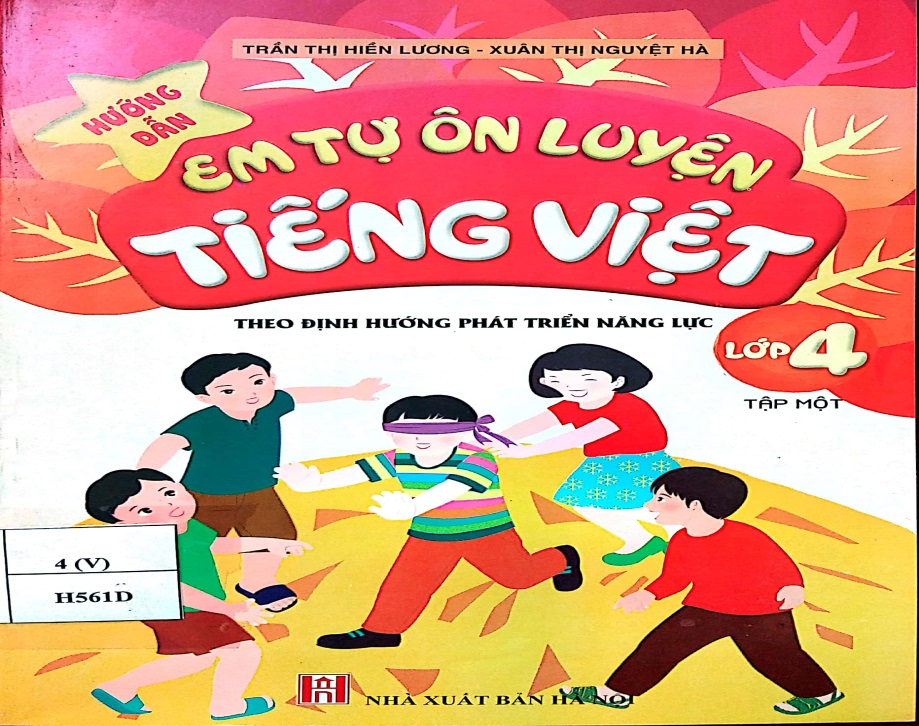 TRẦN THỊ HIỀN LƯƠNG - XUÂN THỊ NGUYỆT HÀ
HƯỚNG
DẪN
EM TỰ ÔN LUYỆN
TIẾNG VIỆT
THEO ĐỊNH HƯỚNG PHÁT TRIỂN NĂNG LỰC
LỚP 4
TẬP MỘT
4 (V)
H561D
NHÀ XUẤT BẢN HÀ NỘI